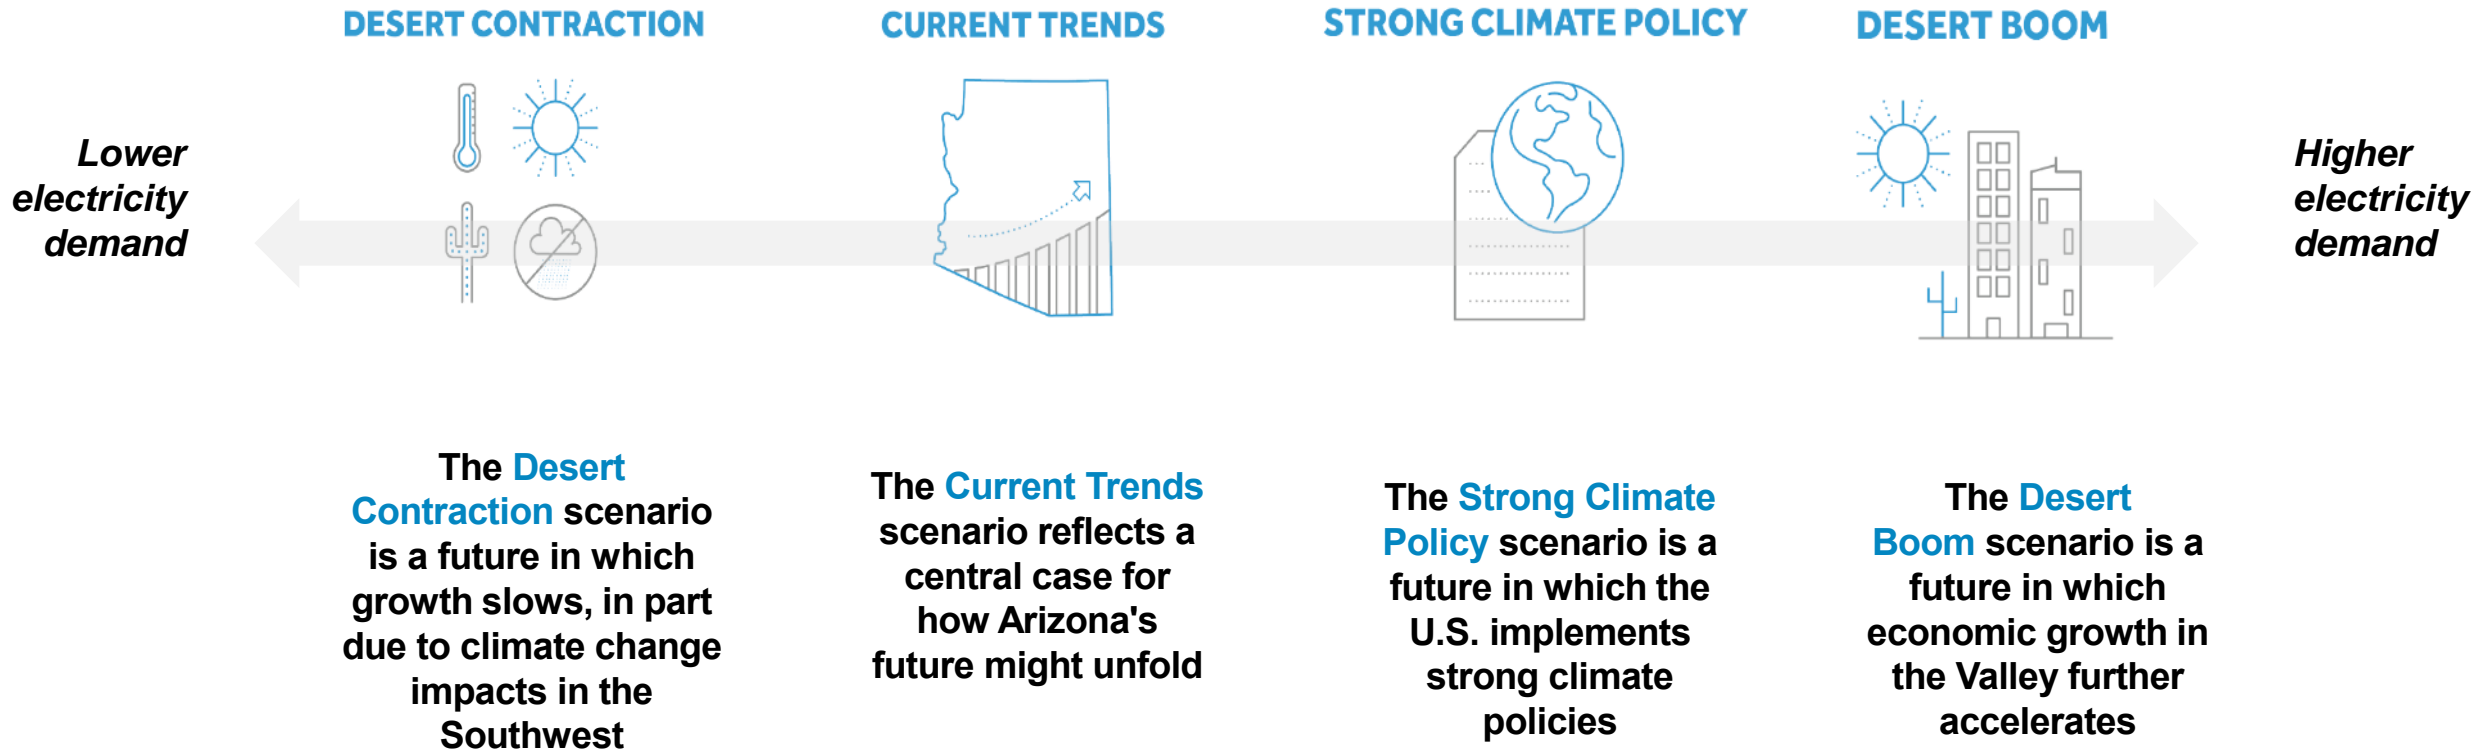 DESERT CONTRACTION
CURRENT TRENDS
STRONG CLIMATE POLICY
DESERT BOOM
Lower
electricity
demand
Higher
electricity
demand
The Desert
Contraction scenario
is a future in which
growth slows, in part
due to climate change
impacts in the
Southwest
The Current Trends
scenario reflects a
central case for
how Arizona's
future might unfold
The Strong Climate
Policy scenario is a
future in which the
U.S. implements
strong climate
policies
The Desert
Boom scenario is a
future in which
economic growth in
the Valley further
accelerates